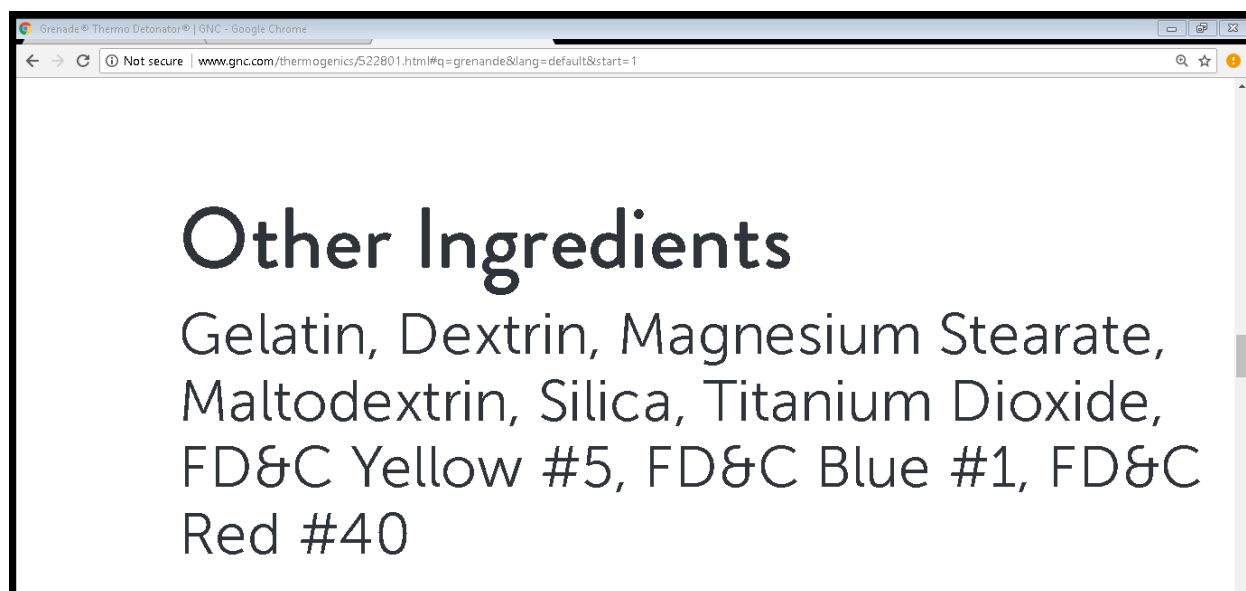 Grenade® Thermo Detonator® | GNC - Google Chrome
Not secure | www.gnc.com/thermogenics/522801.html#q=grenande&lang=default&start=1
Other Ingredients
Gelatin, Dextrin, Magnesium Stearate,
Maltodextrin, Silica, Titanium Dioxide,
FD&C Yellow #5, FD&C Blue #1, FD&C
Red #40